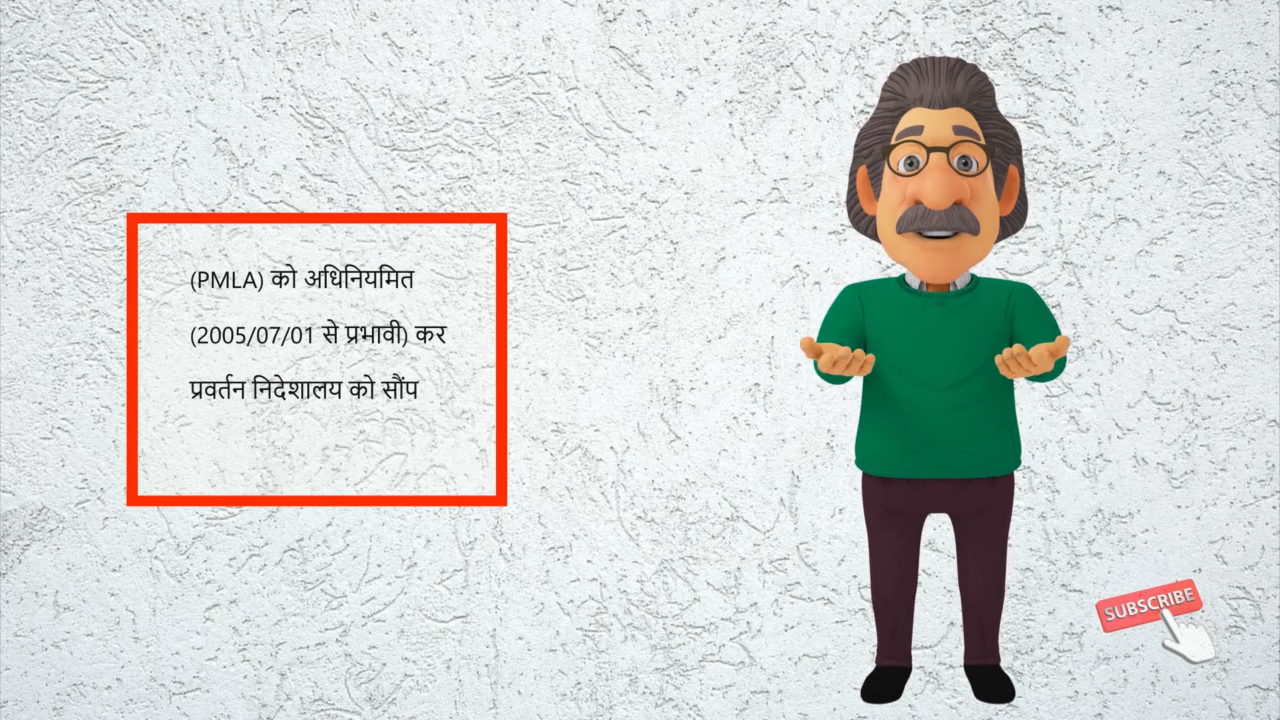 (PMLA) को अधिनियमित
(2005/07/01 से प्रभावी) कर
प्रवर्तन निदेशालय को सौंप
SUBSCRIBE